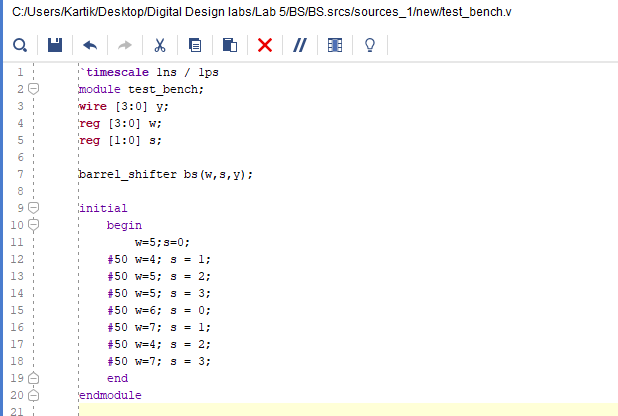 C:/Users/Kartik/Desktop/Digital Design labs/Lab 5/BS/BS.srcs/sources_1/new/test_bench.v
1 `timescale 1ns / 1ps
2 module test_bench;
3 wire [3:0] y;
4 reg [3:0] w;
5 reg [1:0] s;
6
7 barrel_shifter bs(w,s,y);
8
9 initial
10 begin
11 w=5;s=0;
12 #50 w=4; s = 1;
13 #50 w=5; s = 2;
14 #50 w=5; s = 3;
15 #50 w=6; s = 0;
16 #50 w=7; s = 1;
17 #50 w=4; s = 2;
18 #50 w=7; s = 3;
19 end
20 endmodule
21